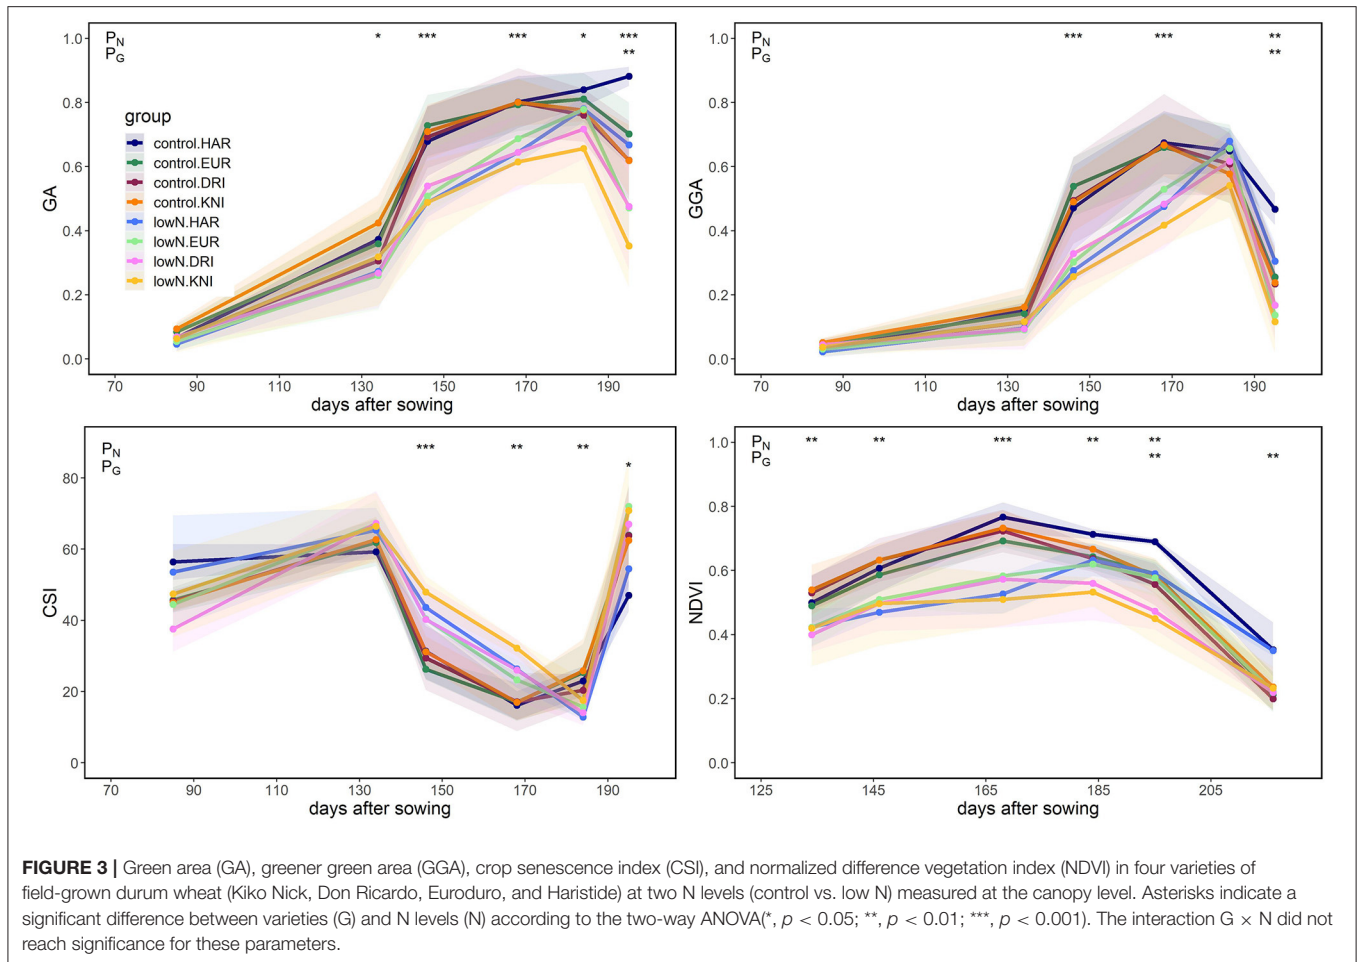 P_N * *** *** * ***
P_G **
1.0
0.8
0.6
0.4
0.2
0.0
GA
group
control.HAR
control.EUR
control.DRI
control.KNI
lowN.HAR
lowN.EUR
lowN.DRI
lowN.KNI
70 90 110 130 150 170 190
days after sowing
P_N *** *** **
P_G **
1.0
0.8
0.6
0.4
0.2
0.0
GGA
70 90 110 130 150 170 190
days after sowing
P_N *** ** **
P_G *
80
60
40
20
0
CSI
70 90 110 130 150 170 190
days after sowing
P_N ** ** *** ** **
P_G ** **
1.0
0.8
0.6
0.4
0.2
0.0
NDVI
125 145 165 185 205
days after sowing
FIGURE 3 | Green area (GA), greener green area (GGA), crop senescence index (CSI), and normalized difference vegetation index (NDVI) in four varieties of
field-grown durum wheat (Kiko Nick, Don Ricardo, Euroduro, and Haristide) at two N levels (control vs. low N) measured at the canopy level. Asterisks indicate a
significant difference between varieties (G) and N levels (N) according to the two-way ANOVA(*, p < 0.05; **, p < 0.01; ***, p < 0.001). The interaction G × N did not
reach significance for these parameters.